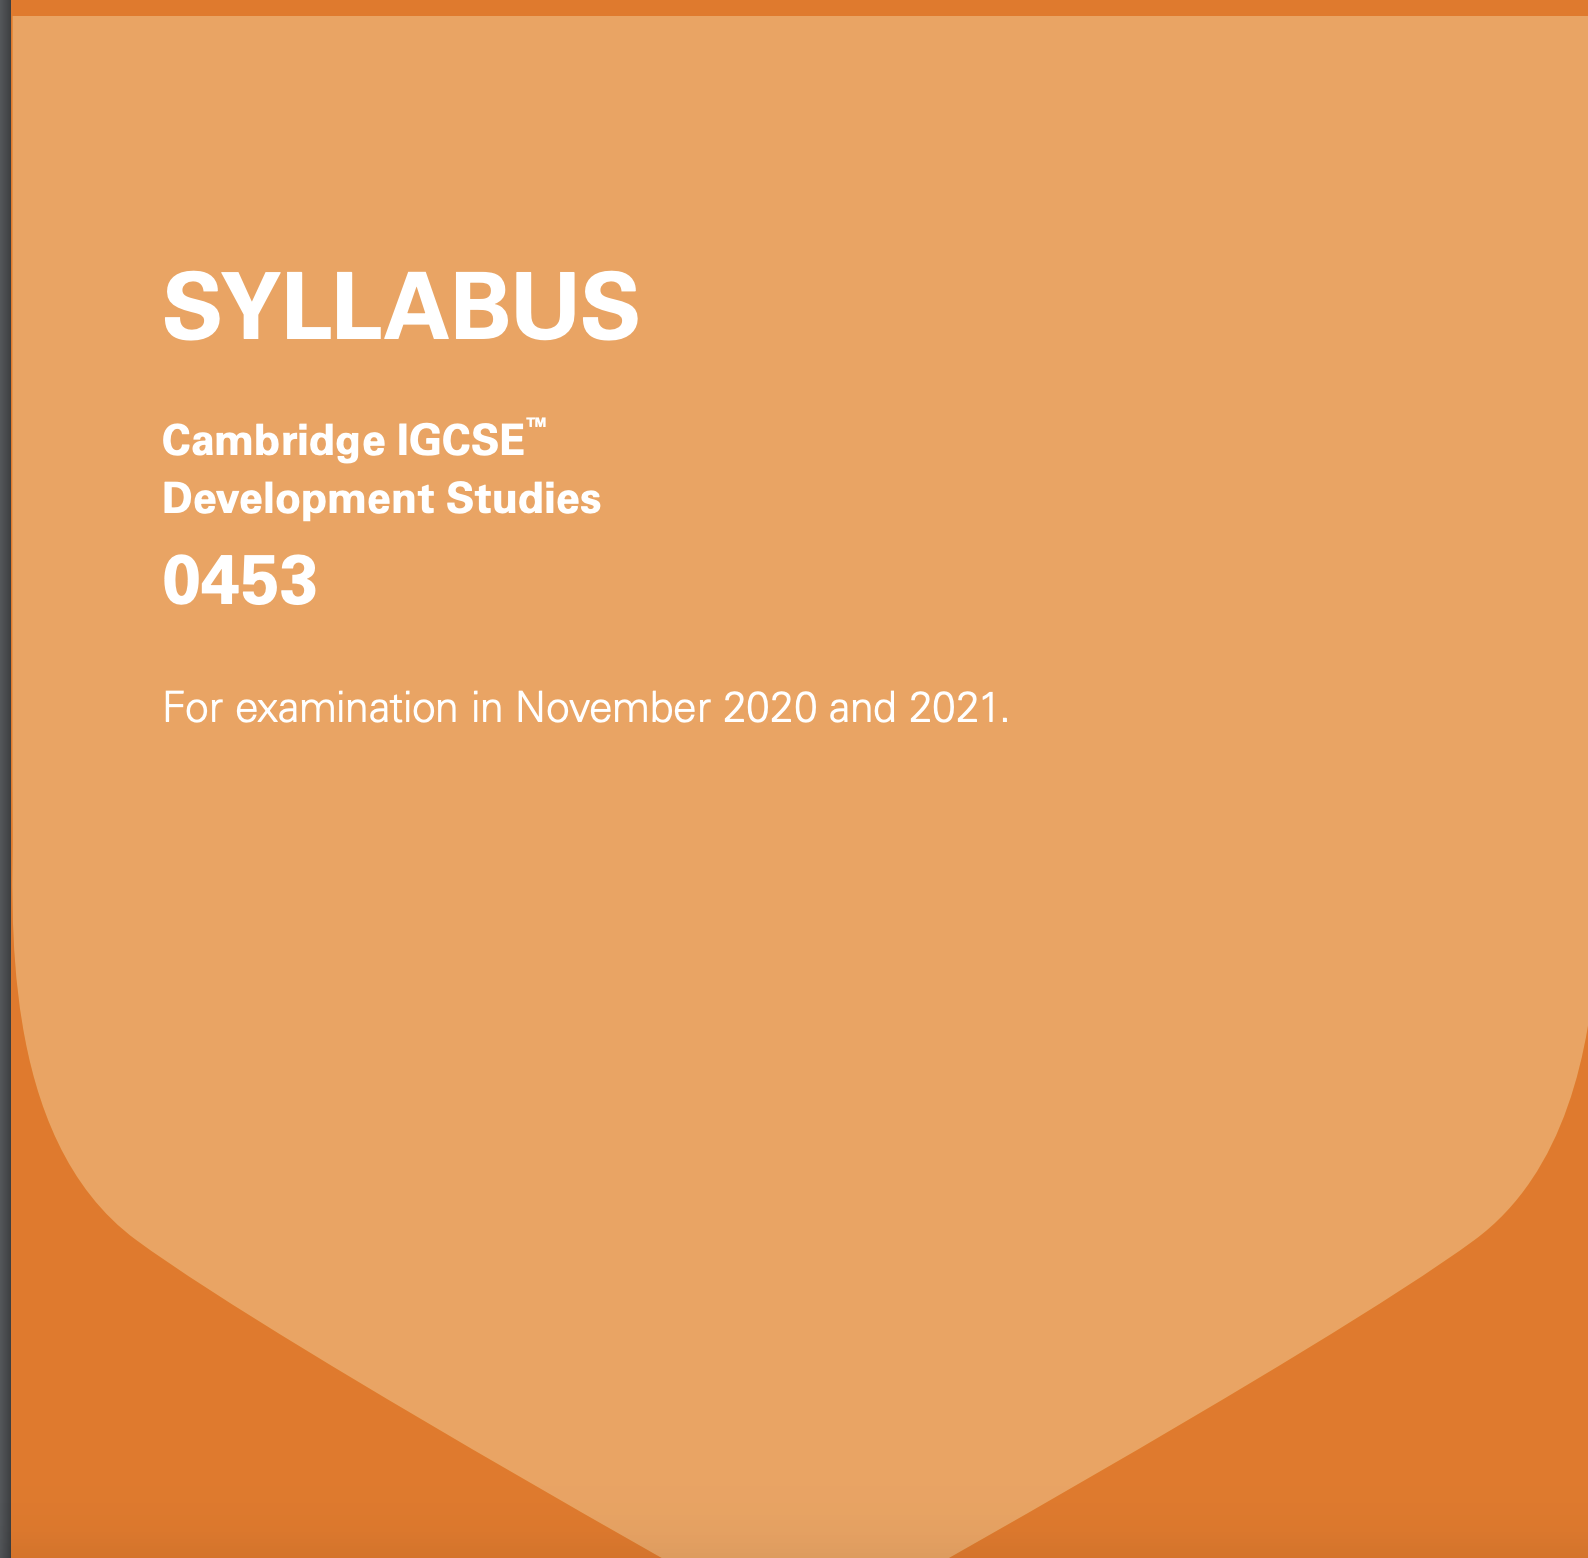 SYLLABUS
Cambridge IGCSE™
Development Studies
0453
For examination in November 2020 and 2021.